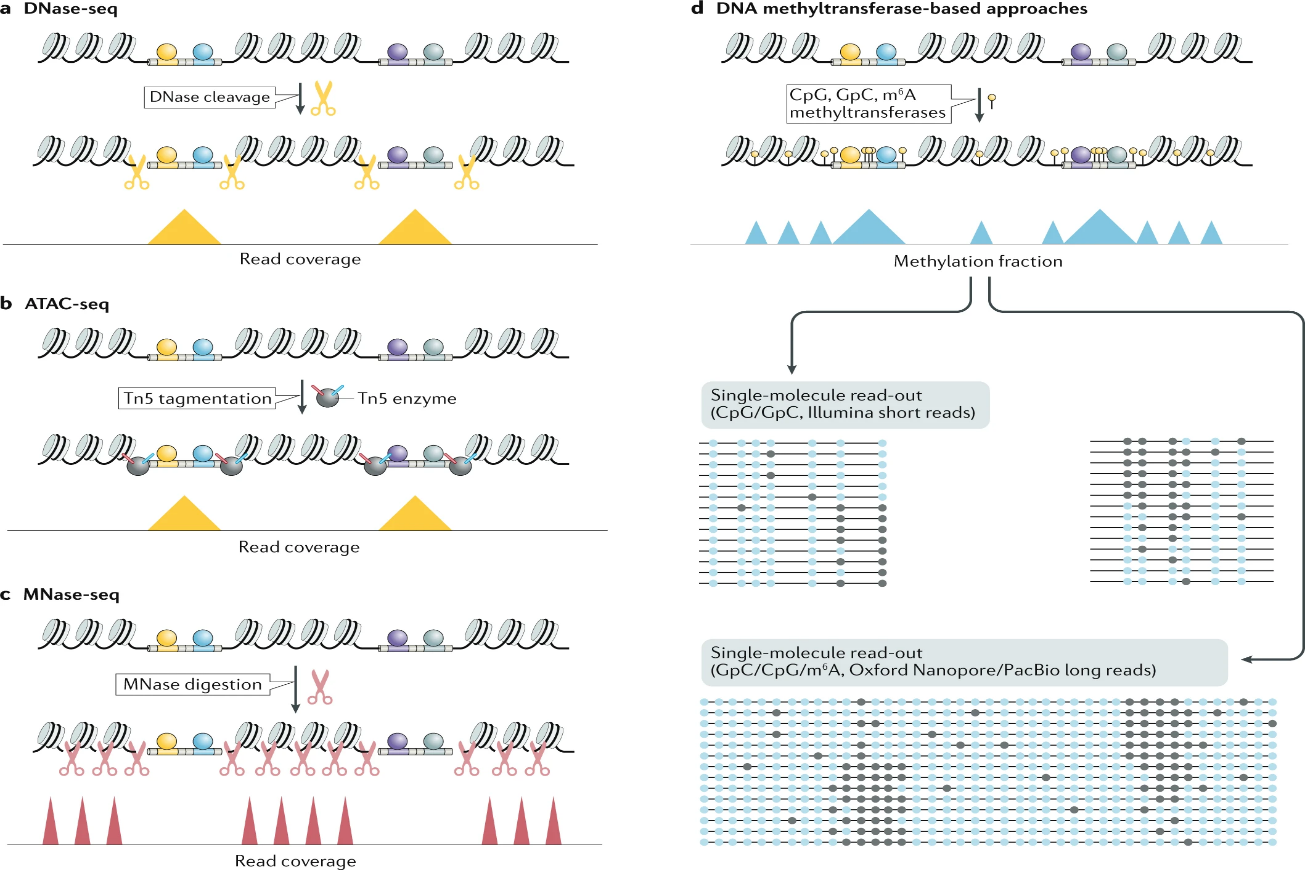 a DNase-seq
DNase cleavage
Read coverage
b ATAC-seq
Tn5 tagmentation
Tn5 enzyme
Read coverage
c MNase-seq
MNase digestion
Read coverage
d DNA methyltransferase-based approaches
CpG, GpC, m⁶A
methyltransferases
Methylation fraction
Single-molecule read-out
(CpG/GpC, Illumina short reads)
Single-molecule read-out
(GpC/CpG/m⁶A, Oxford Nanopore/PacBio long reads)